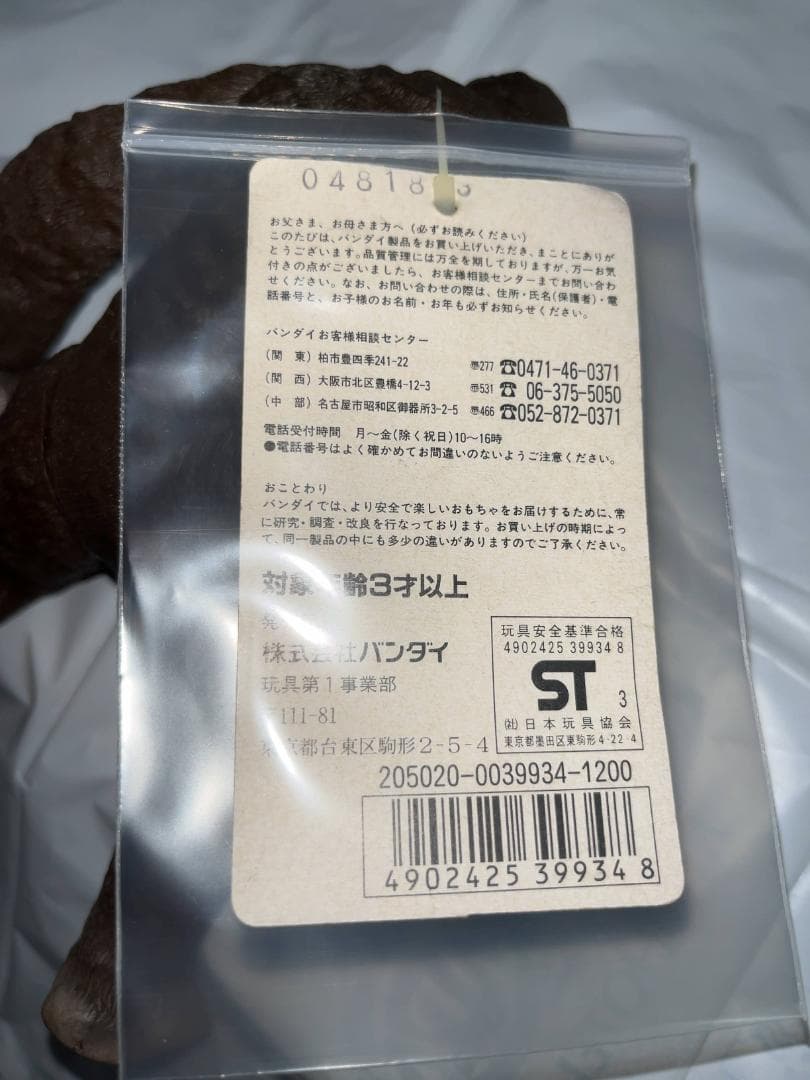 04818
お父さま、お母さま方へ (必ずお読みください)
このたびは、バンダイ製品をお買い上げいただき、まことにありが
とうございます。品質管理には万全を期しておりますが、万一お気
付きの点がございましたら、お客様相談センターまでお問い合わ
せください。なお、お問い合わせの際は、住所・氏名(保護者)・電
話番号と、お子様のお名前・お年も必ずお知らせください。
バンダイお客様相談センター
(関 東) 柏市豊四季241-22 〠277 ☎0471-46-0371
(関 西) 大阪市北区豊橋4-12-3 〠531 ☎ 06-375-5050
(中 部) 名古屋市昭和区御器所3-2-5 〠466 ☎052-872-0371
電話受付時間 月〜金(除く祝日)10〜16時
●電話番号はよく確かめてお間違いのないようご注意ください。
おことわり
バンダイでは、より安全で楽しいおもちゃをお届けするために、常
に研究・調査・改良を行なっております。お買い上げの時期によっ
て、同一製品の中にも多少の違いがありますのでご了承ください。
対象年齢3才以上
発
株式会社バンダイ
玩具第1事業部
〒111-81
東京都台東区駒形2-5-4
玩具安全基準合格
4902425 39934 8
ST 3
(社)日本玩具協会
東京都墨田区東駒形4-22-4
205020-0039934-1200
4902425 399348